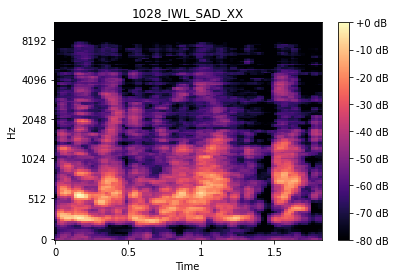 1028_IWL_SAD_XX
8192
4096
2048
1024
512
0
Hz
0
0.5
1
1.5
Time
+0 dB
-10 dB
-20 dB
-30 dB
-40 dB
-50 dB
-60 dB
-70 dB
-80 dB